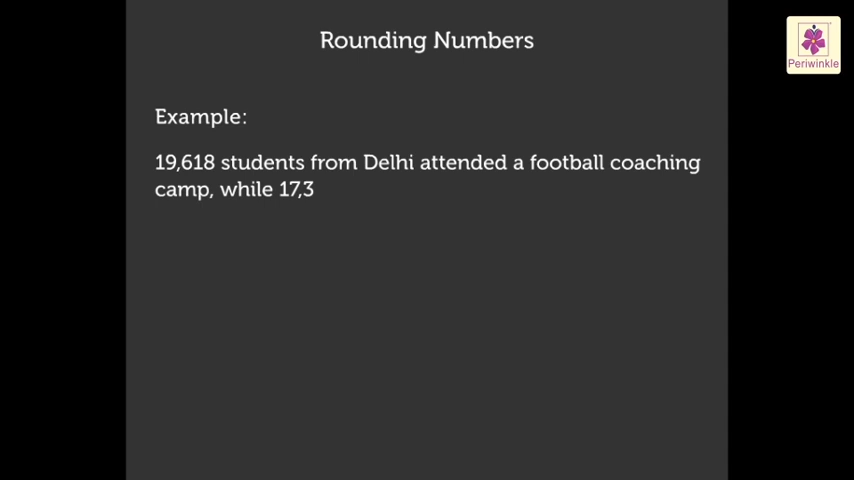 Rounding Numbers
Periwinkle
Example:
19,618 students from Delhi attended a football coaching
camp, while 17,3